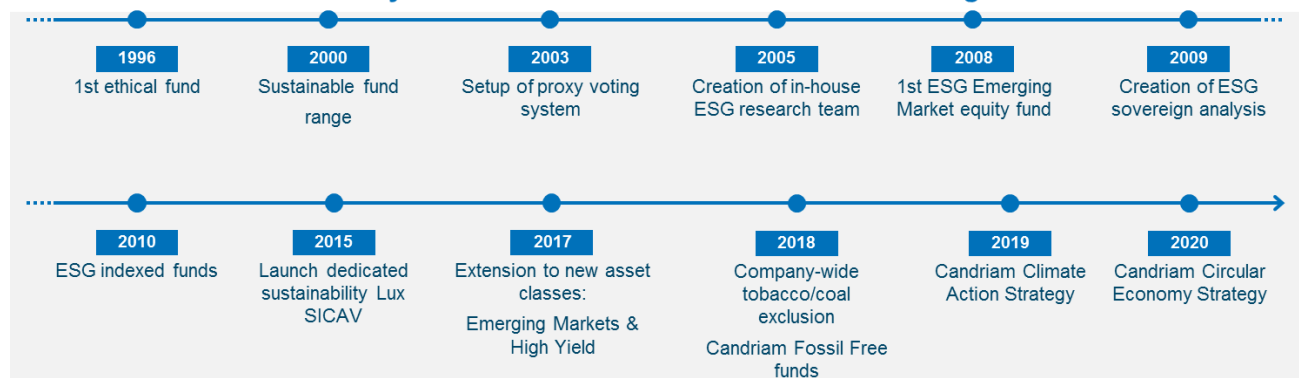 1996
1st ethical fund
2000
Sustainable fund
range
2003
Setup of proxy voting
system
2005
Creation of in-house
ESG research team
2008
1st ESG Emerging
Market equity fund
2009
Creation of ESG
sovereign analysis
2010
ESG indexed funds
2015
Launch dedicated
sustainability Lux
SICAV
2017
Extension to new asset
classes:
Emerging Markets &
High Yield
2018
Company-wide
tobacco/coal
exclusion
Candriam Fossil Free
funds
2019
Candriam Climate
Action Strategy
2020
Candriam Circular
Economy Strategy